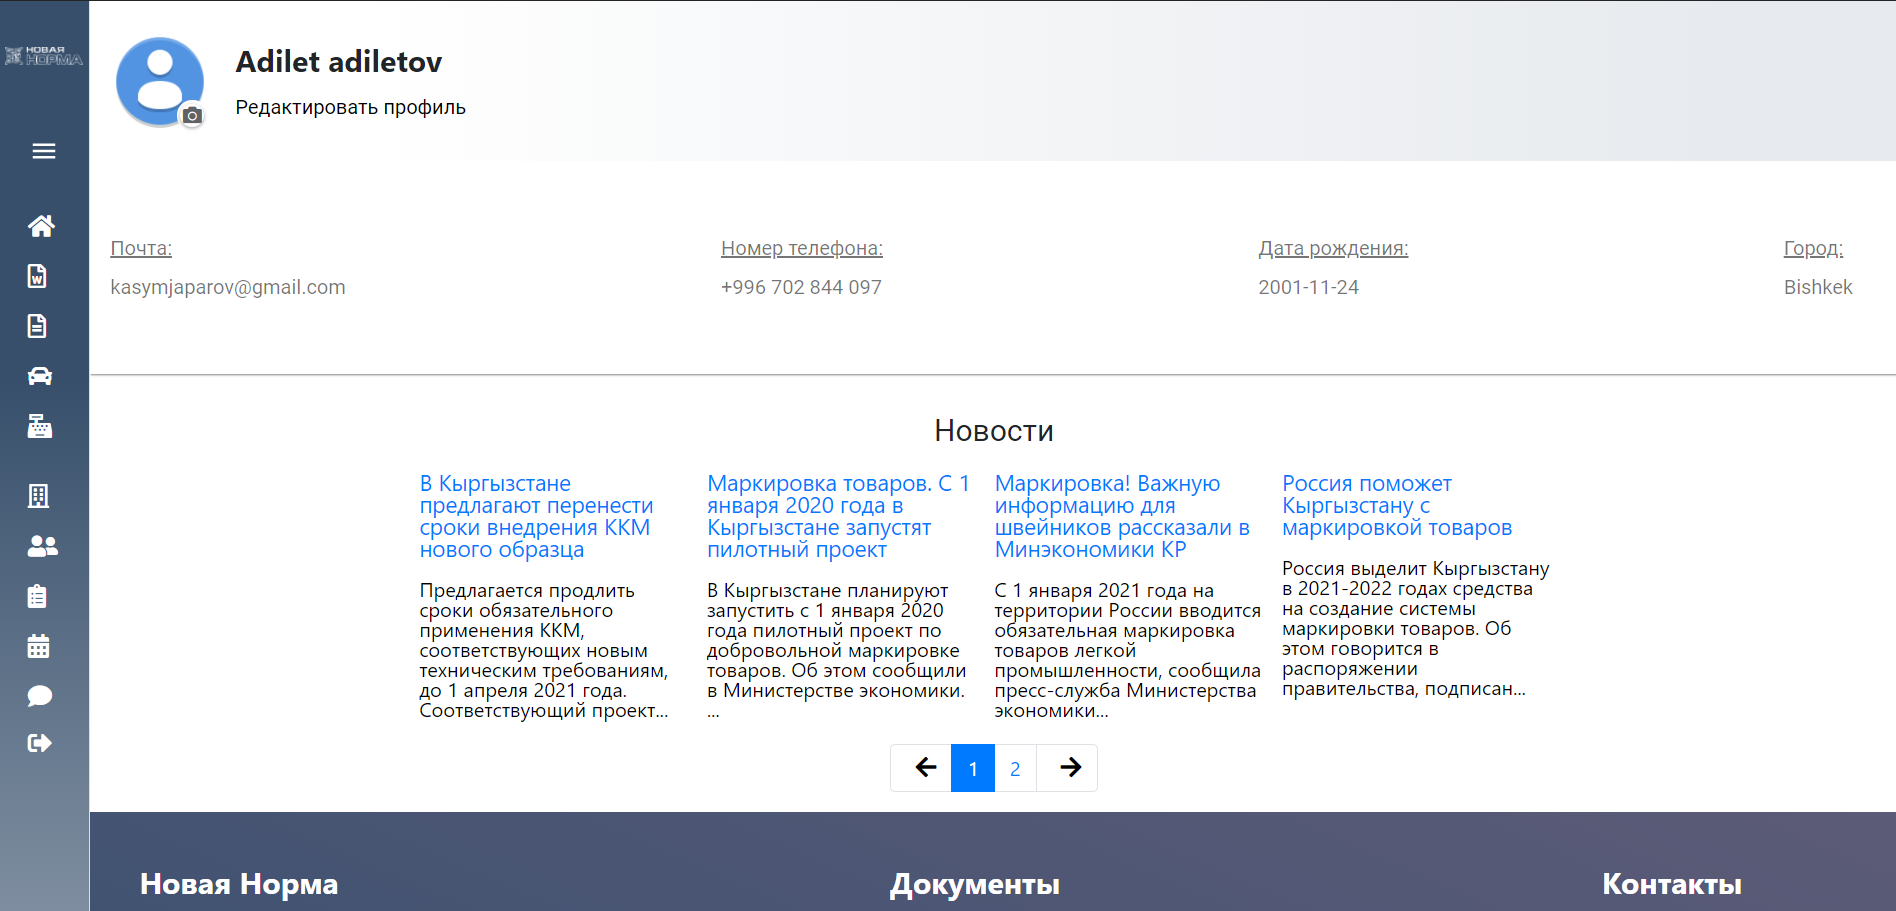 НОВАЯ
НОРМА
Adilet adiletov
Редактировать профиль
Почта:
kasymjaparov@gmail.com
Номер телефона:
+996 702 844 097
Дата рождения:
2001-11-24
Город:
Bishkek
Новости
В Кыргызстане
предлагают перенести
сроки внедрения ККМ
нового образца
Предлагается продлить
сроки обязательного
применения ККМ,
соответствующих новым
техническим требованиям,
до 1 апреля 2021 года.
Соответствующий проект...
Маркировка товаров. С 1
января 2020 года в
Кыргызстане запустят
пилотный проект
В Кыргызстане планируют
запустить с 1 января 2020
года пилотный проект по
добровольной маркировке
товаров. Об этом сообщили
в Министерстве экономики.
...
Маркировка! Важную
информацию для
швейников рассказали в
Минэкономики КР
С 1 января 2021 года на
территории России вводится
обязательная маркировка
товаров легкой
промышленности, сообщила
пресс-служба Министерства
экономики...
Россия поможет
Кыргызстану с
маркировкой товаров
Россия выделит Кыргызстану
в 2021-2022 годах средства
на создание системы
маркировки товаров. Об
этом говорится в
распоряжении
правительства, подписан...
1 2
Новая Норма
Документы
Контакты